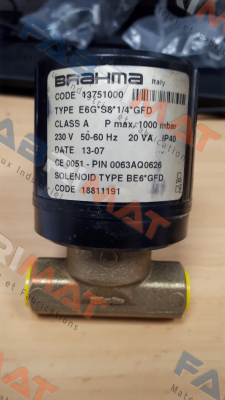 BRAHMA Italy
CODE 13751000
TYPE E6G*S8*1/4*GFD
CLASS A P max. 1000 mbar
230 V 50-60 Hz 20 VA IP40
DATE 13-07
CE 0051 - PIN 0063AQ0626
SOLENOID TYPE BE6*GFD
CODE 18811191